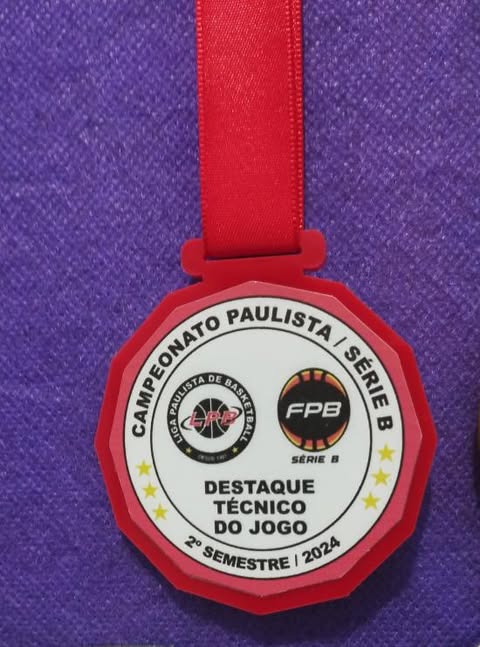 CAMPEONATO PAULISTA / SÉRIE B
LIGA PAULISTA DE BASKETBALL
LPB
FPB
SÉRIE B
DESTAQUE
TÉCNICO
DO JOGO
2º SEMESTRE / 2024